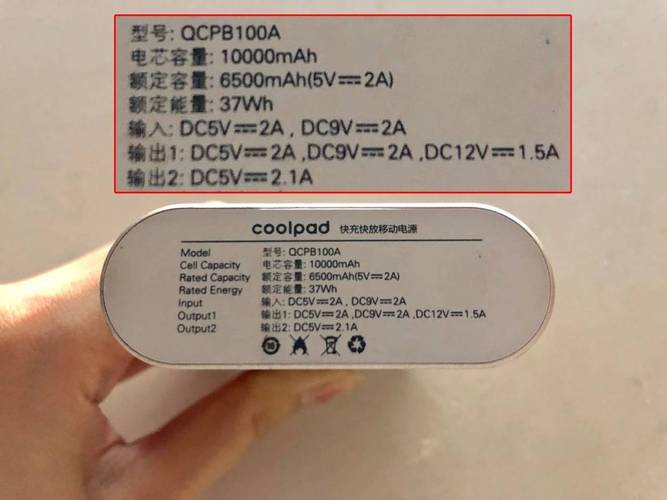 型号: QCPB100A
电芯容量: 10000mAh
额定容量: 6500mAh(5V⎓2A)
额定能量: 37Wh
输入: DC5V⎓2A , DC9V⎓2A
输出1: DC5V⎓2A ,DC9V⎓2A ,DC12V⎓1.5A
输出2: DC5V⎓2.1A
coolpad 快充快放移动电源
Model 型号: QCPB100A
Cell Capacity 电芯容量: 10000mAh
Rated Capacity 额定容量: 6500mAh(5V⎓2A)
Rated Energy 额定能量: 37Wh
Input 输入: DC5V⎓2A , DC9V⎓2A
Output1 输出1: DC5V⎓2A ,DC9V⎓2A ,DC12V⎓1.5A
Output2 输出2: DC5V⎓2.1A
10